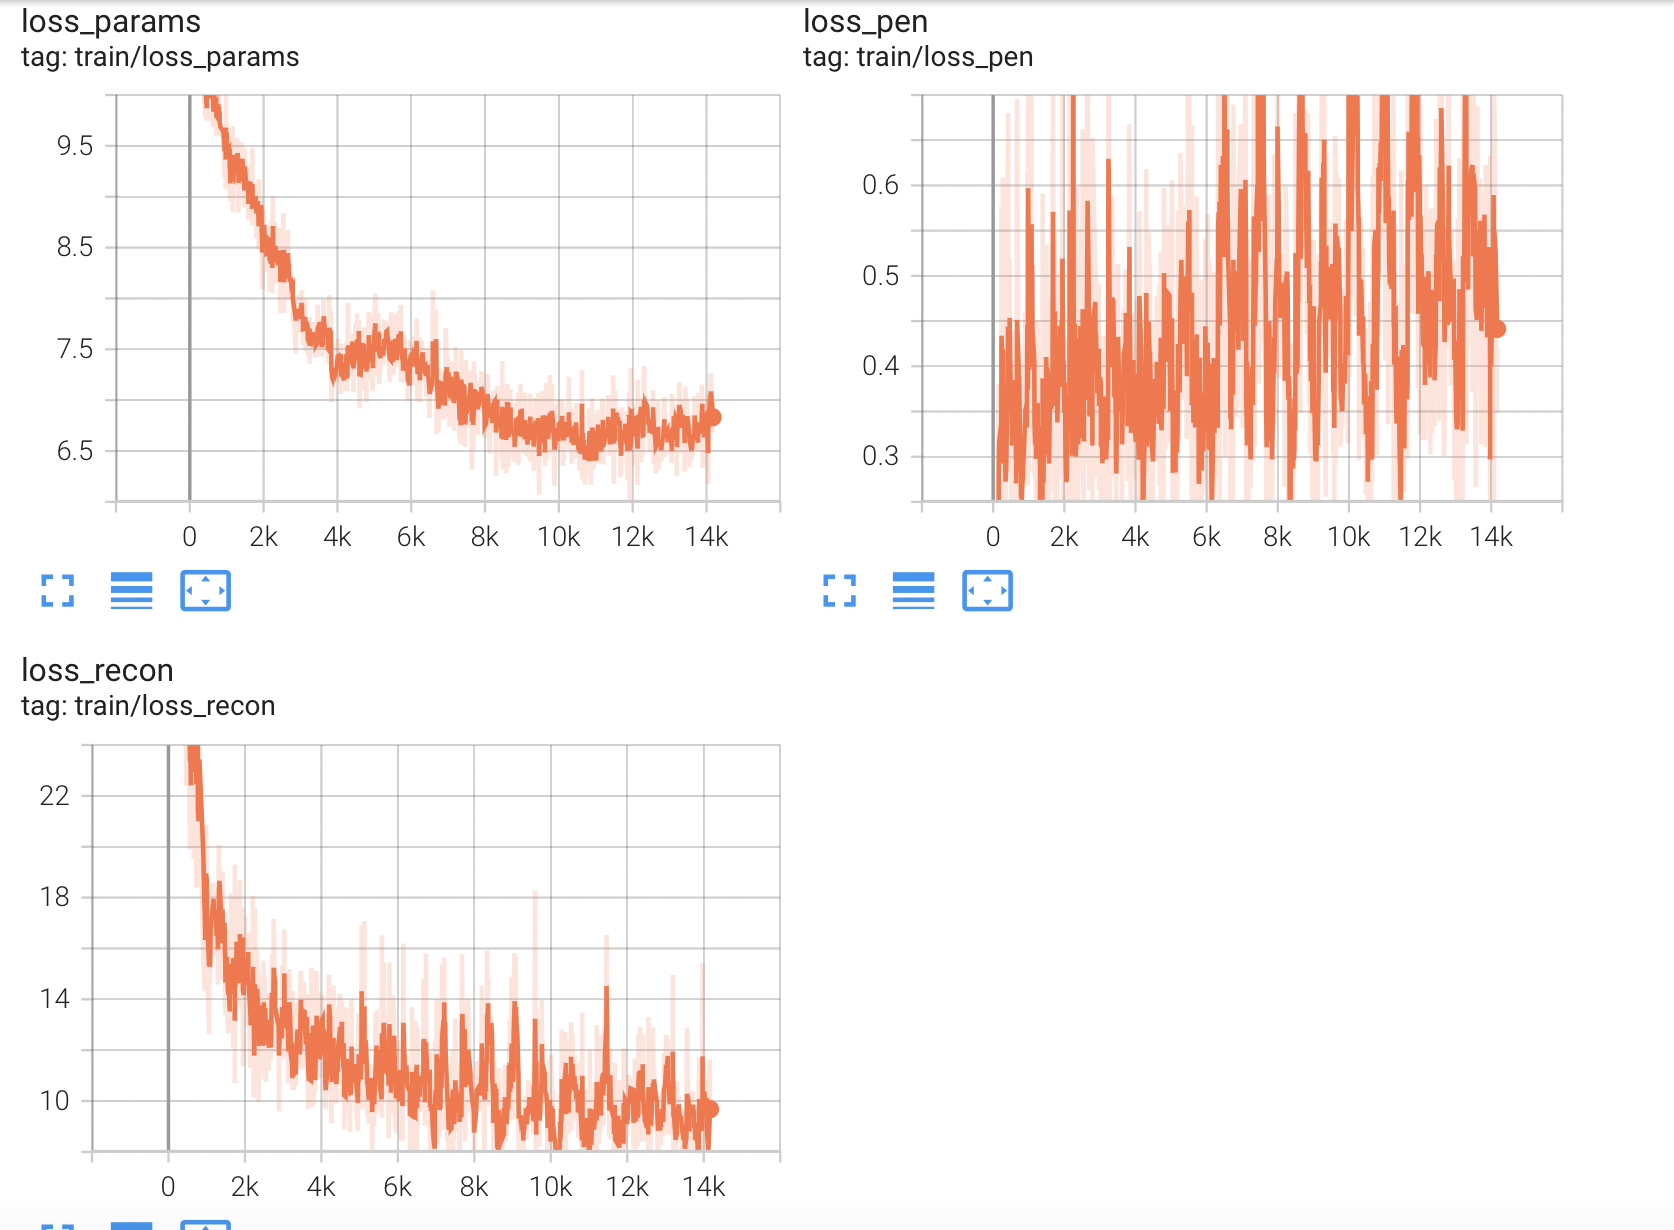 loss_params
tag: train/loss_params
9.5
8.5
7.5
6.5
0 2k 4k 6k 8k 10k 12k 14k
loss_pen
tag: train/loss_pen
0.6
0.5
0.4
0.3
0 2k 4k 6k 8k 10k 12k 14k
loss_recon
tag: train/loss_recon
22
18
14
10
0 2k 4k 6k 8k 10k 12k 14k